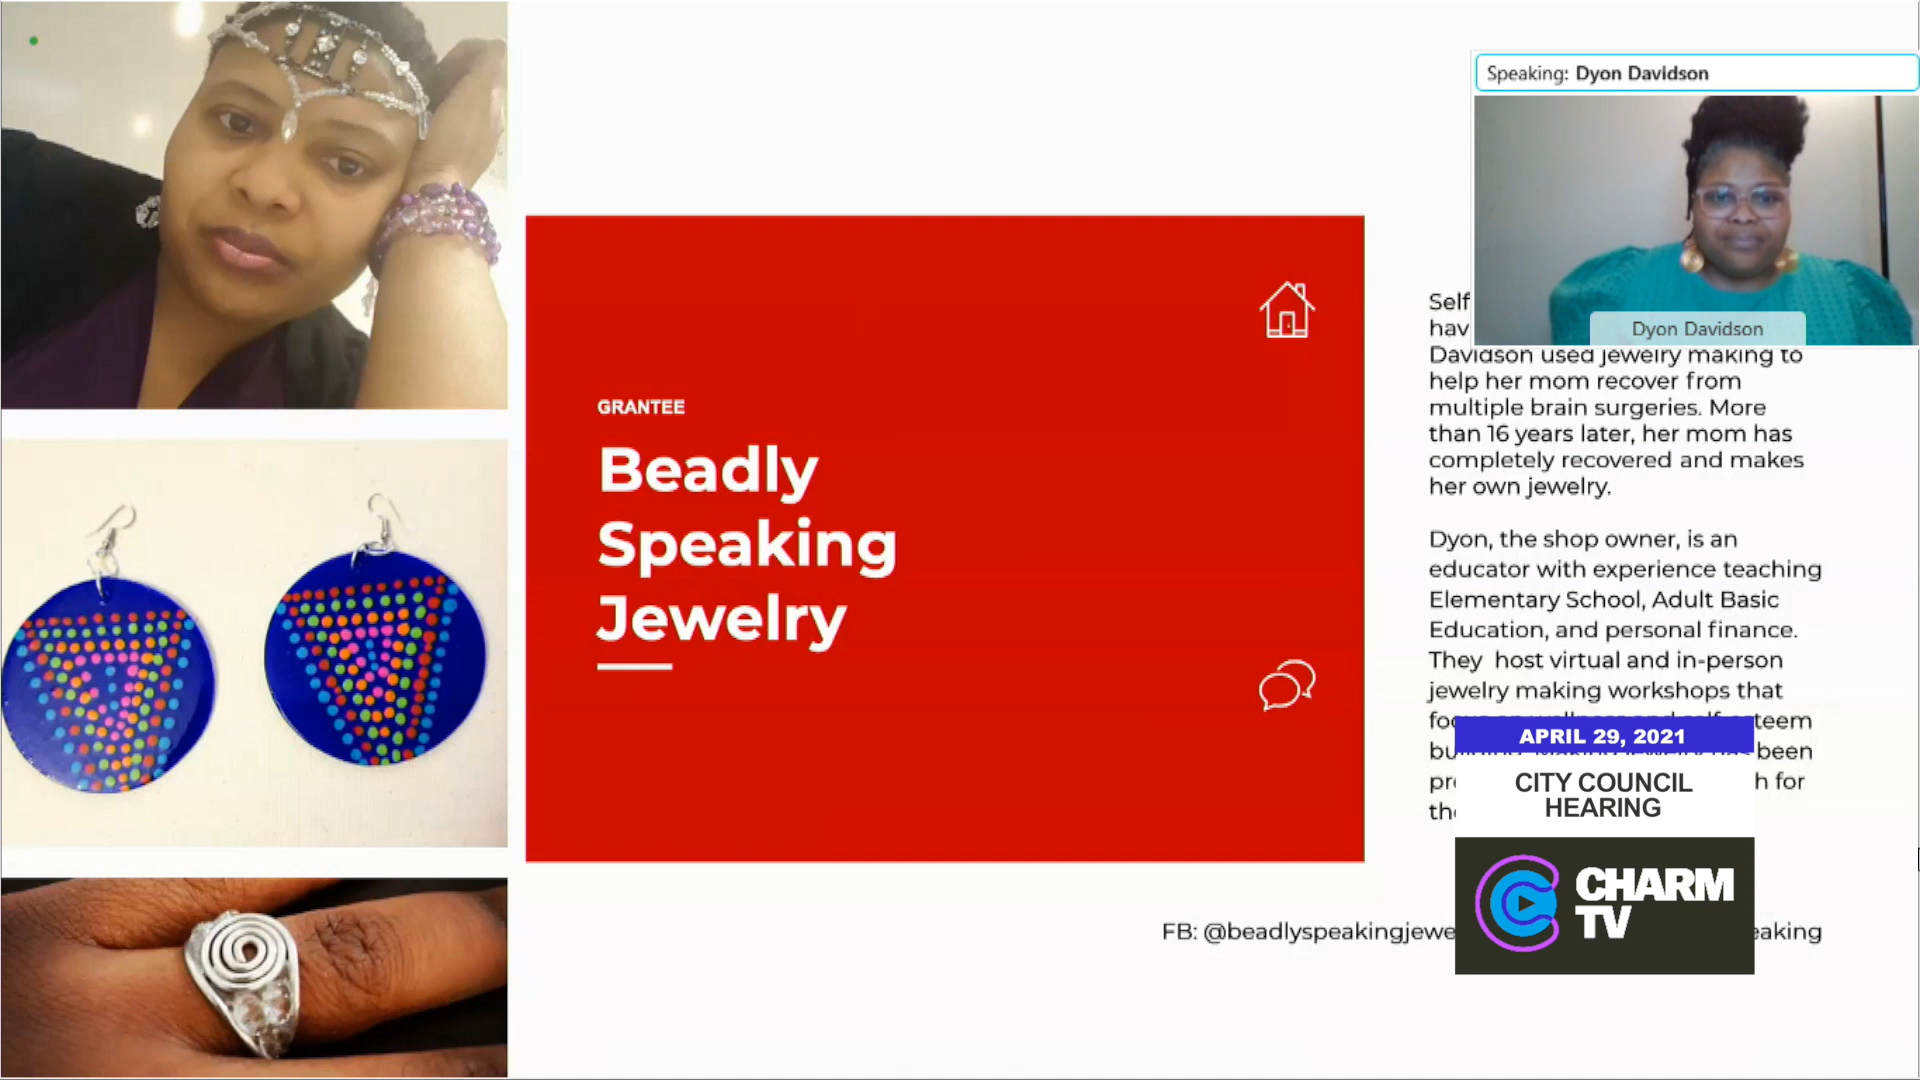 Speaking: Dyon Davidson
Dyon Davidson
GRANTEE
Beadly
Speaking
Jewelry
Self
hav
Davidson used jewelry making to
help her mom recover from
multiple brain surgeries. More
than 16 years later, her mom has
completely recovered and makes
her own jewelry.
Dyon, the shop owner, is an
educator with experience teaching
Elementary School, Adult Basic
Education, and personal finance.
They host virtual and in-person
jewelry making workshops that
been
for
APRIL 29, 2021
CITY COUNCIL
HEARING
CHARM
TV
FB: @beadlyspeakingjewe
eaking